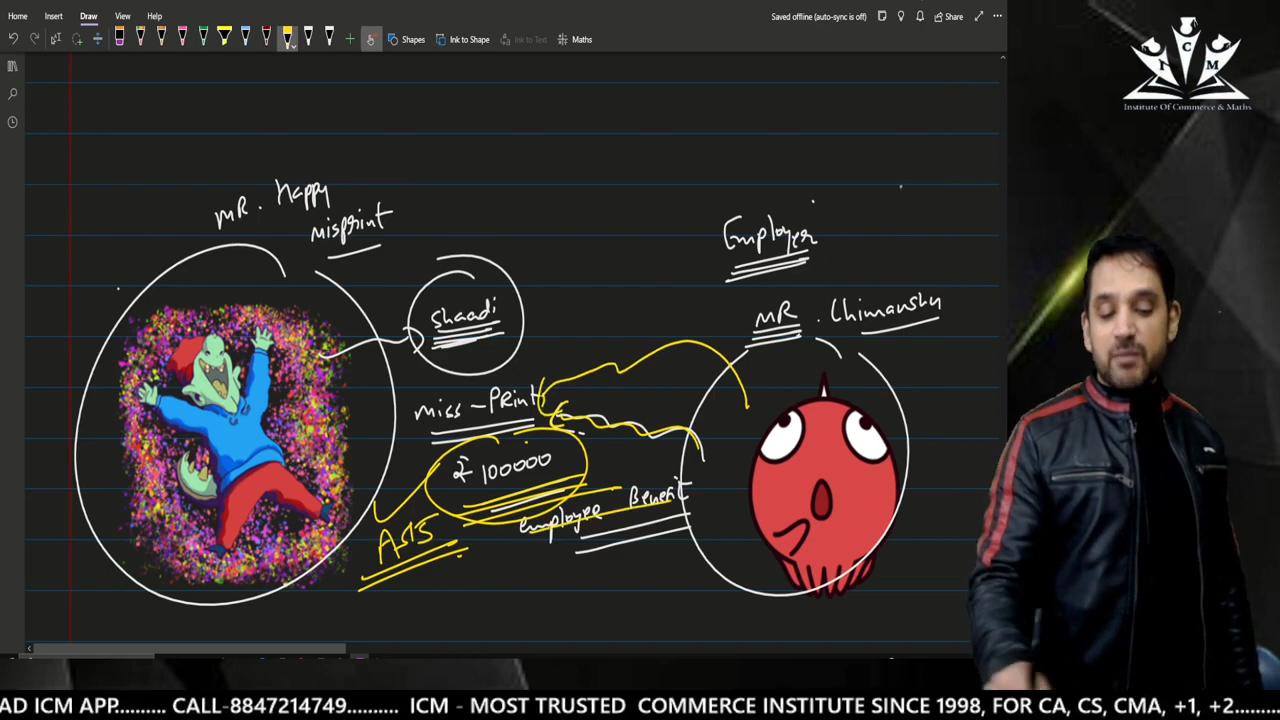 Home Insert Draw View Help
Saved offline (auto-sync is off)
Share
Shapes
Ink to Shape
Ink to Text
Maths
I C M
Institute Of Commerce & Maths
MR. Happy
misprint
Employer
shaadi
MR. Chimanshu
miss-Print
₹ 100000
employee Benefit
AS15
AD ICM APP......... CALL-8847214749.......... ICM - MOST TRUSTED COMMERCE INSTITUTE SINCE 1998, FOR CA, CS, CMA, +1, +2.........